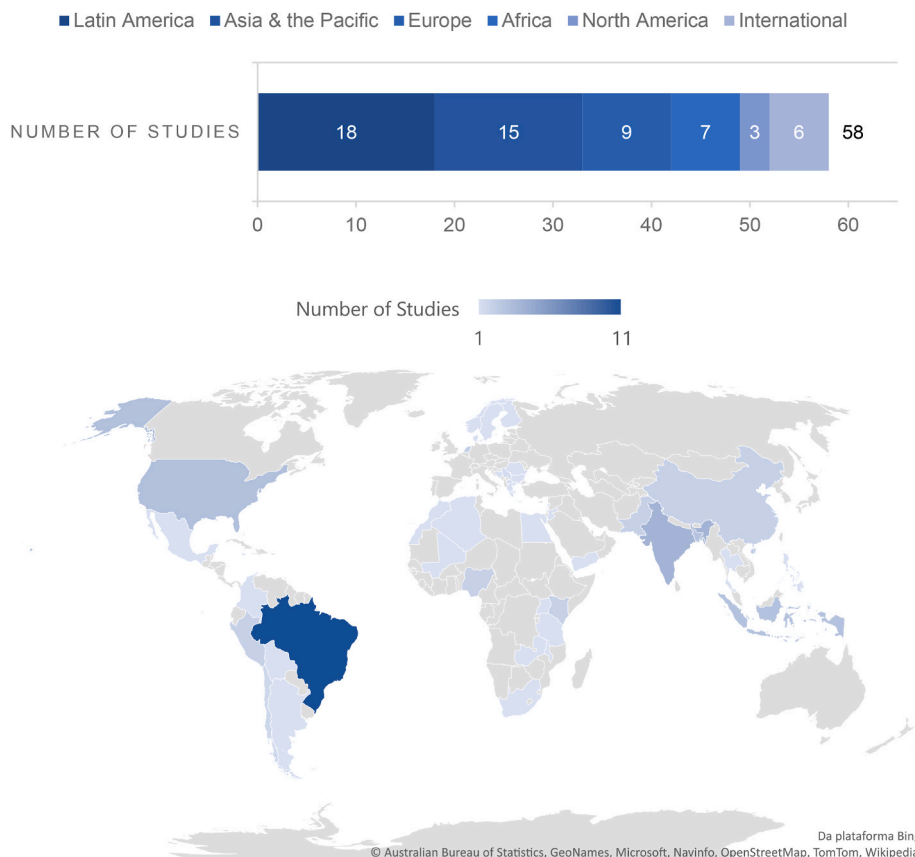 Latin America Asia & the Pacific Europe Africa North America International
NUMBER OF STUDIES 18 15 9 7 3 6 58
0 10 20 30 40 50 60
Number of Studies
1 11
Da plataforma Bin
© Australian Bureau of Statistics, GeoNames, Microsoft, Navinfo, OpenStreetMap, TomTom, Wikipedia